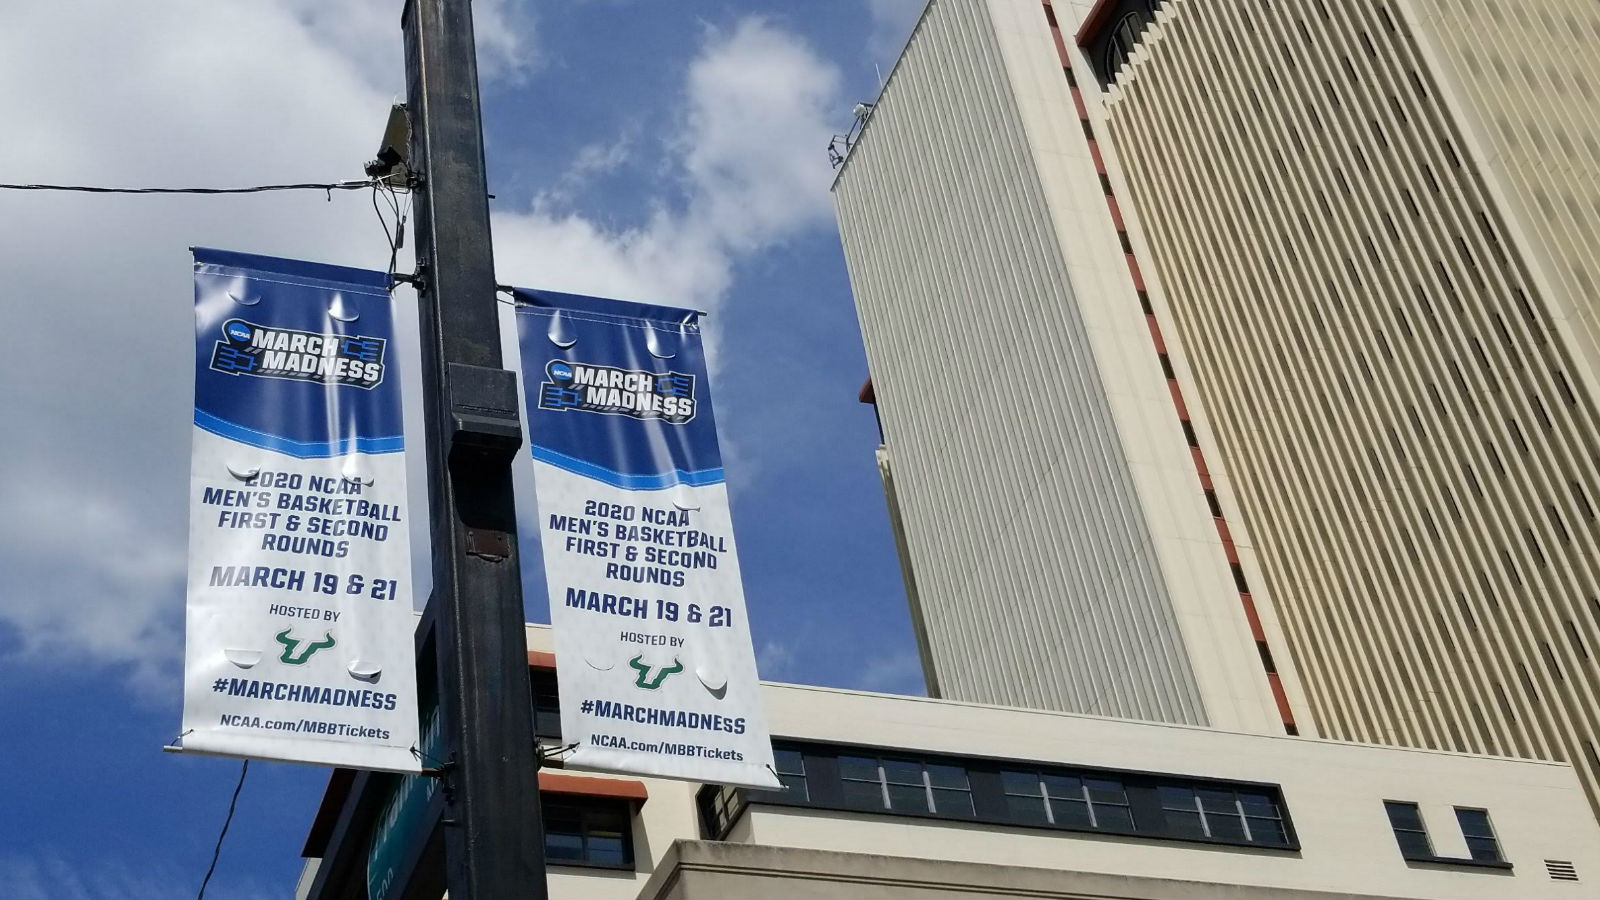 NCAA
MARCH
MADNESS
2020 NCAA
MEN'S BASKETBALL
FIRST & SECOND
ROUNDS
MARCH 19 & 21
HOSTED BY
#MARCHMADNESS
NCAA.com/MBBTickets
NCAA
MARCH
MADNESS
2020 NCAA
MEN'S BASKETBALL
FIRST & SECOND
ROUNDS
MARCH 19 & 21
HOSTED BY
#MARCHMADNESS
NCAA.com/MBBTickets